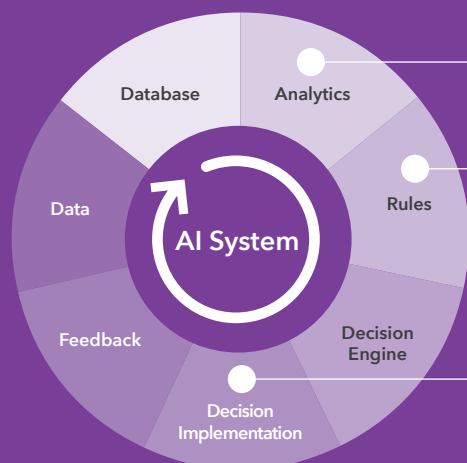 Database
Analytics
Rules
Decision
Engine
Decision
Implementation
Feedback
Data
AI System